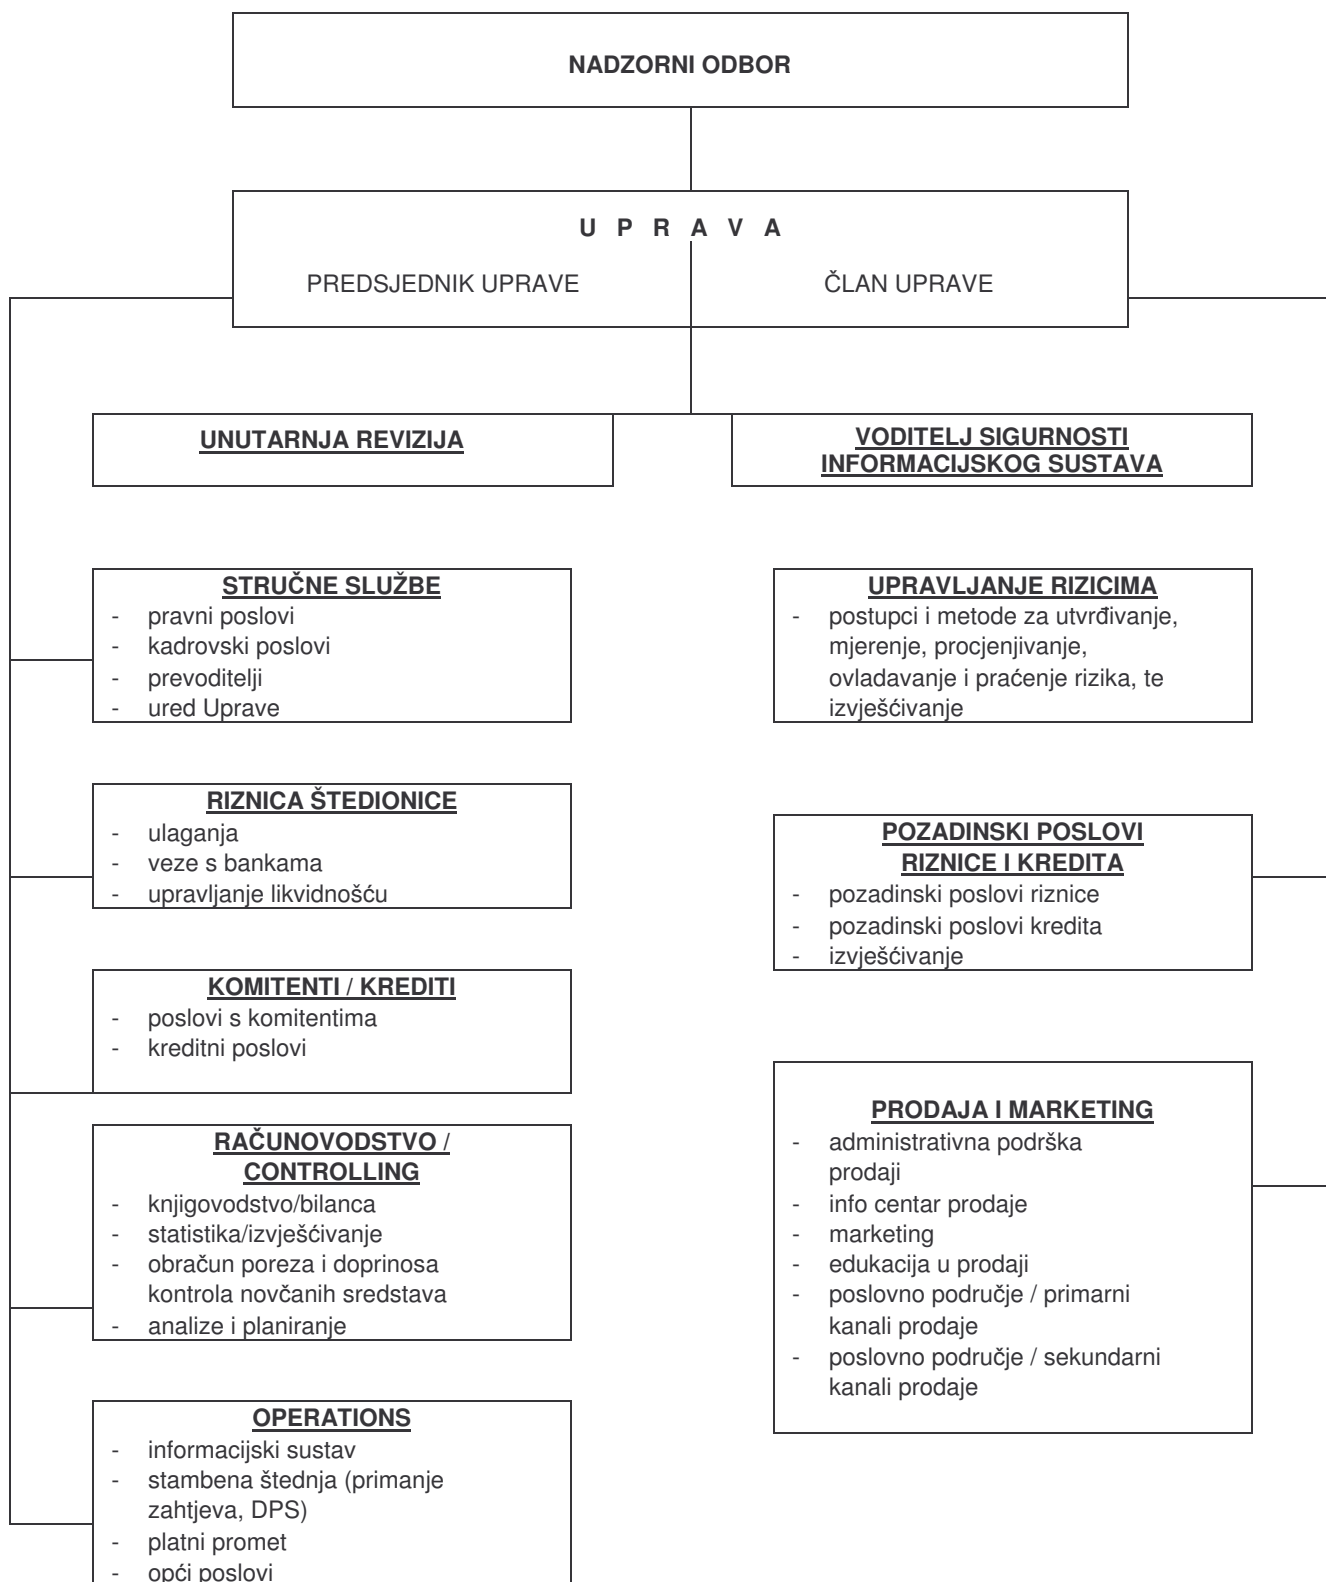 NADZORNI ODBOR
U P R A V A
PREDSJEDNIK UPRAVE
ČLAN UPRAVE
UNUTARNJA REVIZIJA
VODITELJ SIGURNOSTI
INFORMACIJSKOG SUSTAVA
STRUČNE SLUŽBE
- pravni poslovi
- kadrovski poslovi
- prevoditelji
- ured Uprave
UPRAVLJANJE RIZICIMA
- postupci i metode za utvrđivanje,
mjerenje, procjenjivanje,
ovladavanje i praćenje rizika, te
izvješćivanje
RIZNICA ŠTEDIONICE
- ulaganja
- veze s bankama
- upravljanje likvidnošću
POZADINSKI POSLOVI
RIZNICE I KREDITA
- pozadinski poslovi riznice
- pozadinski poslovi kredita
- izvješćivanje
KOMITENTI / KREDITI
- poslovi s komitentima
- kreditni poslovi
RAČUNOVODSTVO /
CONTROLLING
- knjigovodstvo/bilanca
- statistika/izvješćivanje
- obračun poreza i doprinosa
kontrola novčanih sredstava
- analize i planiranje
PRODAJA I MARKETING
- administrativna podrška
prodaji
- info centar prodaje
- marketing
- edukacija u prodaji
- poslovno područje / primarni
kanali prodaje
- poslovno područje / sekundarni
kanali prodaje
OPERATIONS
- informacijski sustav
- stambena štednja (primanje
zahtjeva, DPS)
- platni promet
- opći poslovi